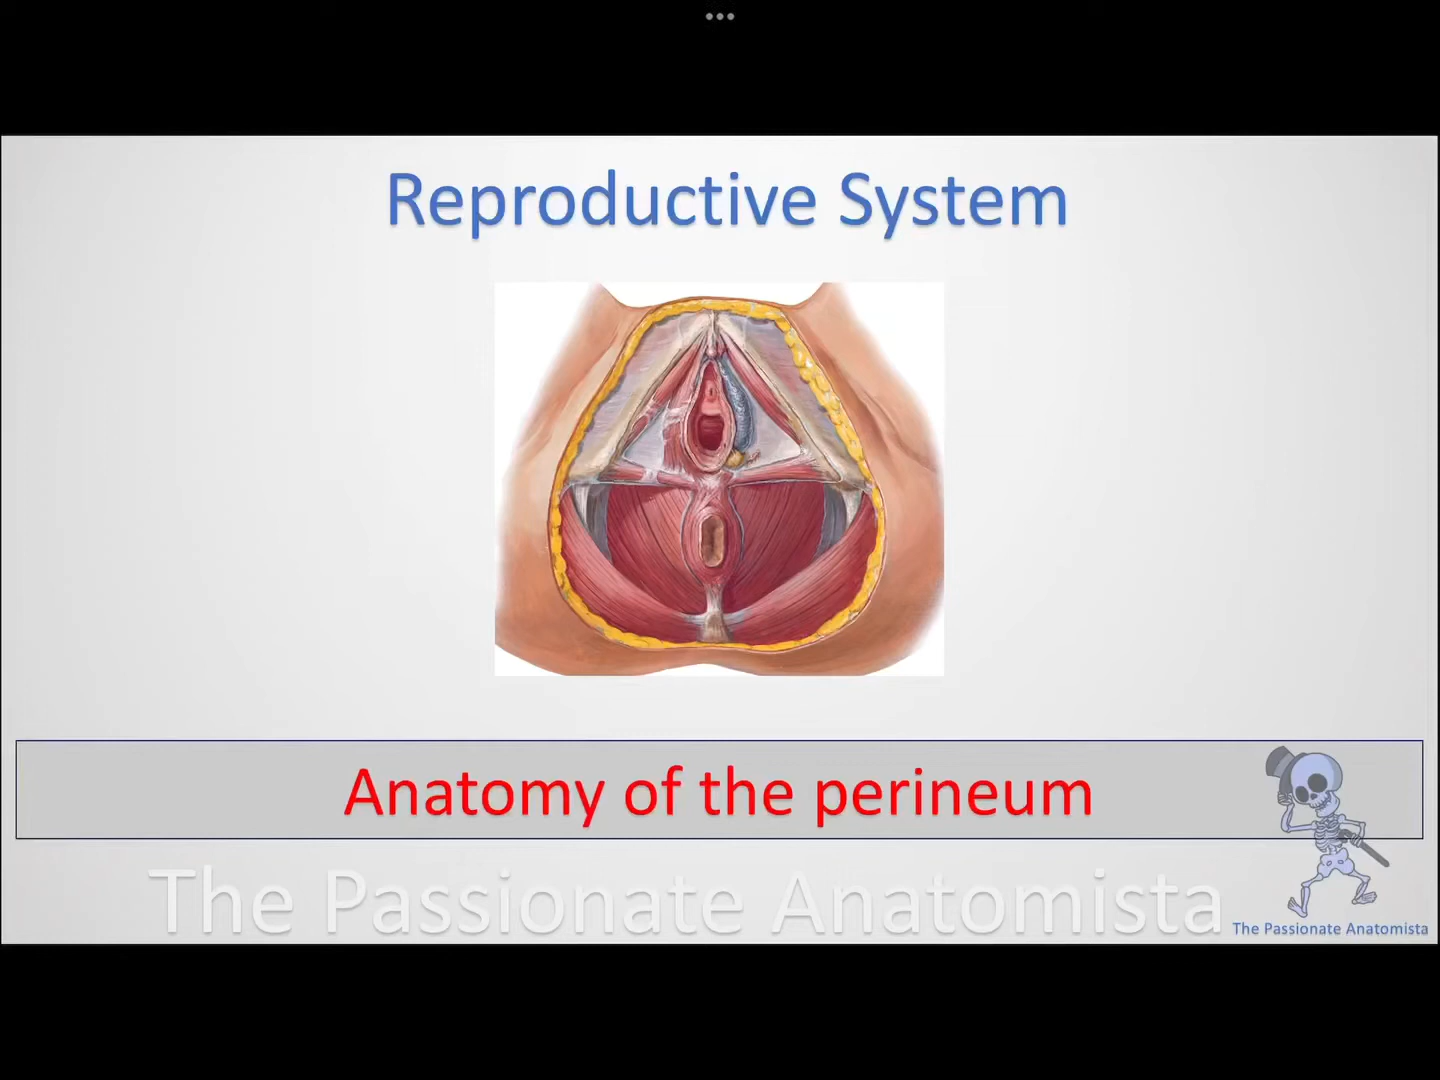 Reproductive System
Anatomy of the perineum
The Passionate Anatomista
The Passionate Anatomista